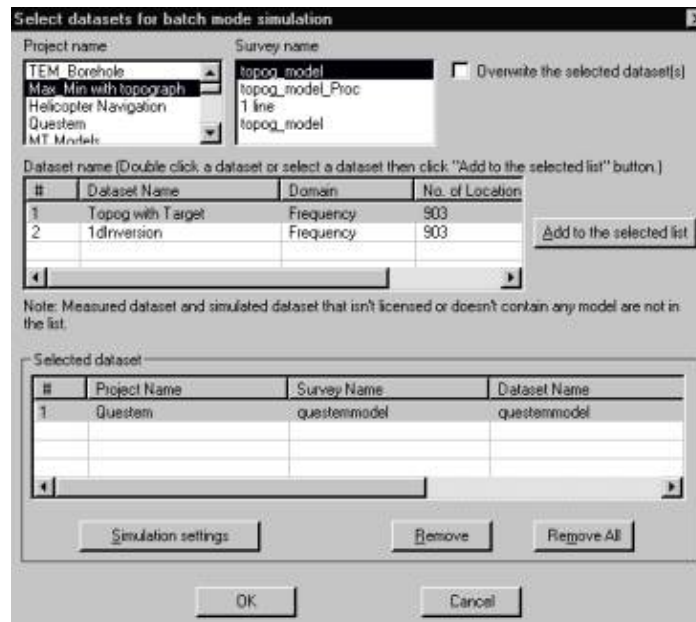 Select datasets for batch mode simulation
Project name
Survey name
TEM_Borehole
Max_Min with topograph
Helicopter Navigation
Questem
MT Models
topog_model
topog_model_Proc
1 line
topog_model
Overwrite the selected dataset(s)
Dataset name (Double click a dataset or select a dataset then click "Add to the selected list" button.)
# Dataset Name Domain No. of Location
1 Topog with Target Frequency 903
2 1dInversion Frequency 903
Add to the selected list
Note: Measured dataset and simulated dataset that isn't licensed or doesn't contain any model are not in
the list.
Selected dataset
# Project Name Survey Name Dataset Name
1 Questem questemmodel questemmodel
Simulation settings
Remove
Remove All
OK
Cancel